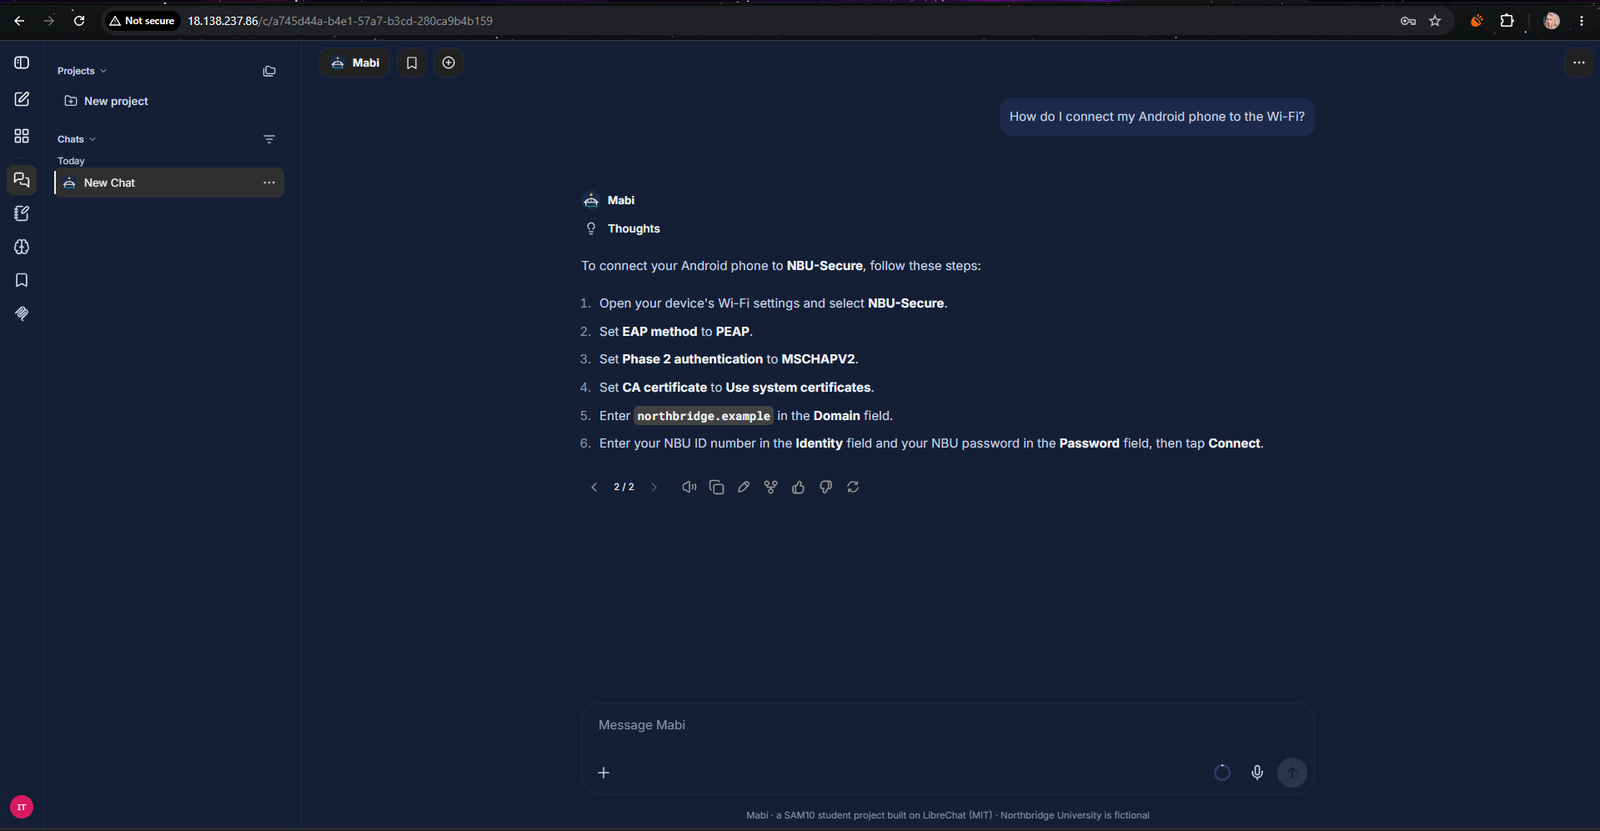 Not secure 18.138.237.86/c/a745d44a-b4e1-57a7-b3cd-280ca9b4b159
Projects
New project
Chats
Today
New Chat
IT
Mabi
How do I connect my Android phone to the Wi-Fi?
Mabi
Thoughts
To connect your Android phone to NBU-Secure, follow these steps:
1. Open your device's Wi-Fi settings and select NBU-Secure.
2. Set EAP method to PEAP.
3. Set Phase 2 authentication to MSCHAPV2.
4. Set CA certificate to Use system certificates.
5. Enter northbridge.example in the Domain field.
6. Enter your NBU ID number in the Identity field and your NBU password in the Password field, then tap Connect.
2 / 2
Message Mabi
Mabi · a SAM10 student project built on LibreChat (MIT) · Northbridge University is fictional